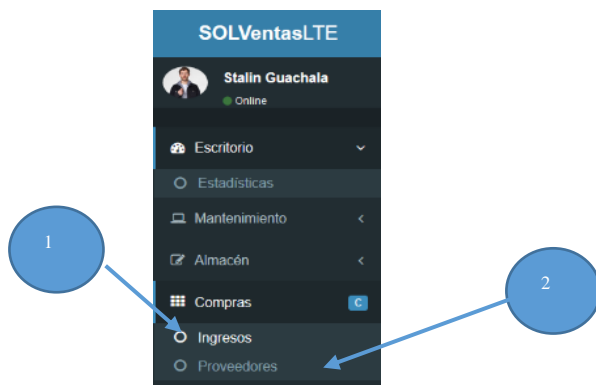 SOLVentasLTE
Stalin Guachala
Online
Escritorio
Estadísticas
1
Mantenimiento
Almacén
2
Compras C
Ingresos
Proveedores